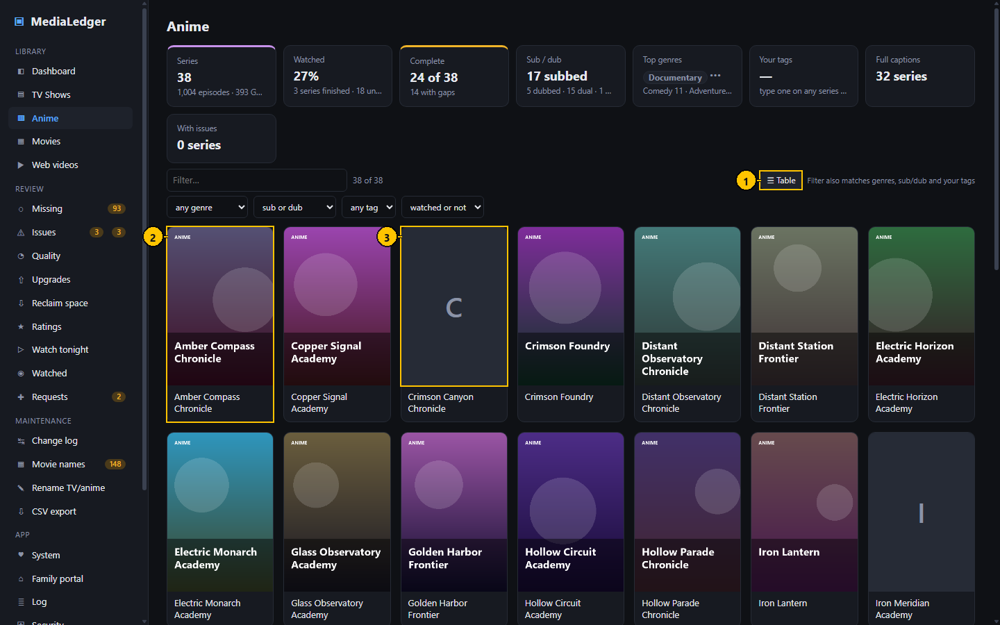 MediaLedger
LIBRARY
Dashboard
TV Shows
Anime
Movies
Web videos
REVIEW
Missing 93
Issues 3 3
Quality
Upgrades
Reclaim space
Ratings
Watch tonight
Watched
Requests 2
MAINTENANCE
Change log
Movie names 148
Rename TV/anime
CSV export
APP
System
Family portal
Log
Security
Anime
Series
38
1,004 episodes · 393 G...
Watched
27%
3 series finished · 18 un...
Complete
24 of 38
14 with gaps
Sub / dub
17 subbed
5 dubbed · 15 dual · 1 ...
Top genres
Documentary ...
Comedy 11 · Adventure...
Your tags
—
type one on any series ...
Full captions
32 series
With issues
0 series
Filter... 38 of 38
1 ☰ Table Filter also matches genres, sub/dub and your tags
any genre sub or dub any tag watched or not
2 ANIME
Amber Compass
Chronicle
Amber Compass
Chronicle
ANIME
Copper Signal
Academy
Copper Signal
Academy
3
C
Crimson Canyon
Chronicle
ANIME
Crimson Foundry
Crimson Foundry
ANIME
Distant
Observatory
Chronicle
Distant Observatory
Chronicle
ANIME
Distant Station
Frontier
Distant Station
Frontier
ANIME
Electric Horizon
Academy
Electric Horizon
Academy
ANIME
Electric Monarch
Academy
Electric Monarch
Academy
ANIME
Glass Observatory
Academy
Glass Observatory
Academy
ANIME
Golden Harbor
Frontier
Golden Harbor
Frontier
ANIME
Hollow Circuit
Academy
Hollow Circuit
Academy
ANIME
Hollow Parade
Chronicle
Hollow Parade
Chronicle
ANIME
Iron Lantern
Iron Lantern
I
Iron Meridian
Academy